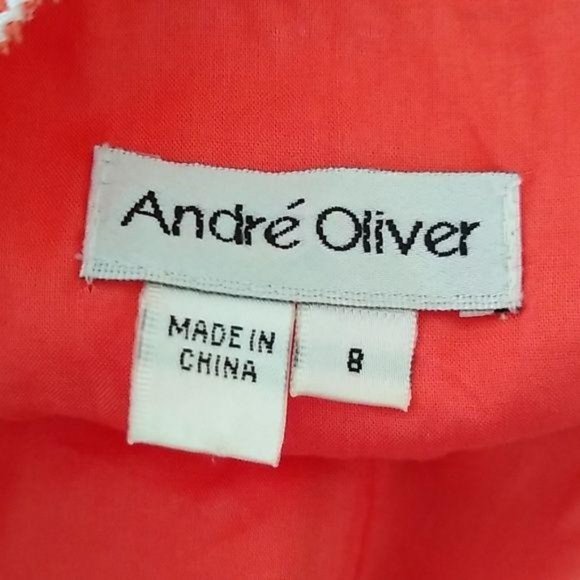 André Oliver
MADE IN
CHINA
8